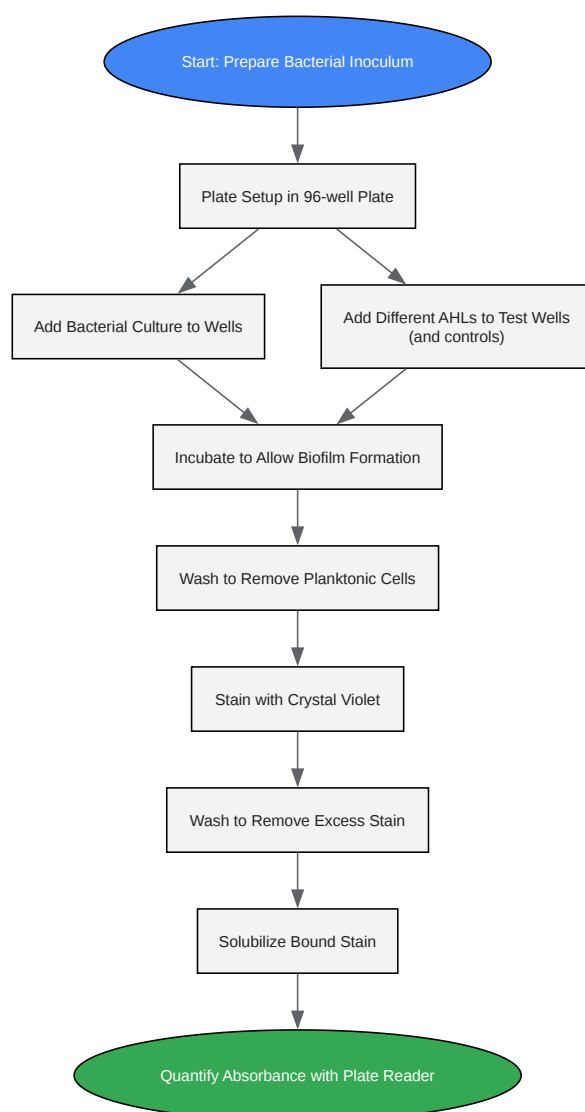 Start: Prepare Bacterial Inoculum
Plate Setup in 96-well Plate
Add Bacterial Culture to Wells
Add Different AHLs to Test Wells
(and controls)
Incubate to Allow Biofilm Formation
Wash to Remove Planktonic Cells
Stain with Crystal Violet
Wash to Remove Excess Stain
Solubilize Bound Stain
Quantify Absorbance with Plate Reader